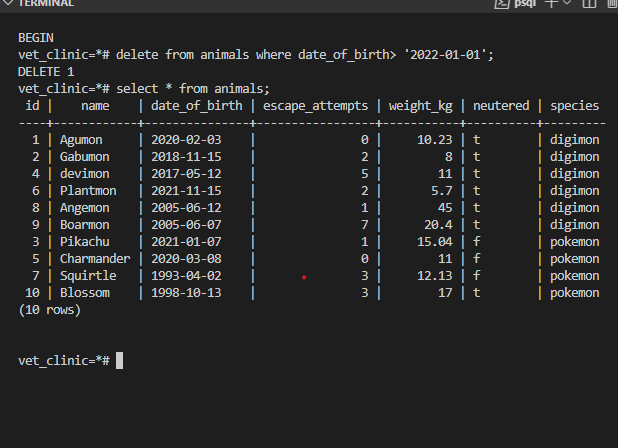 TERMINAL psql
BEGIN
vet_clinic=*# delete from animals where date_of_birth> '2022-01-01';
DELETE 1
vet_clinic=*# select * from animals;
 id |    name    | date_of_birth | escape_attempts | weight_kg | neutered | species
----+------------+---------------+-----------------+-----------+----------+---------
  1 | Agumon     | 2020-02-03    |               0 |     10.23 | t        | digimon
  2 | Gabumon    | 2018-11-15    |               2 |         8 | t        | digimon
  4 | devimon    | 2017-05-12    |               5 |        11 | t        | digimon
  6 | Plantmon   | 2021-11-15    |               2 |       5.7 | t        | digimon
  8 | Angemon    | 2005-06-12    |               1 |        45 | t        | digimon
  9 | Boarmon    | 2005-06-07    |               7 |      20.4 | t        | digimon
  3 | Pikachu    | 2021-01-07    |               1 |     15.04 | f        | pokemon
  5 | Charmander | 2020-03-08    |               0 |        11 | f        | pokemon
  7 | Squirtle   | 1993-04-02    |               3 |     12.13 | f        | pokemon
 10 | Blossom    | 1998-10-13    |               3 |        17 | t        | pokemon
(10 rows)
vet_clinic=*#